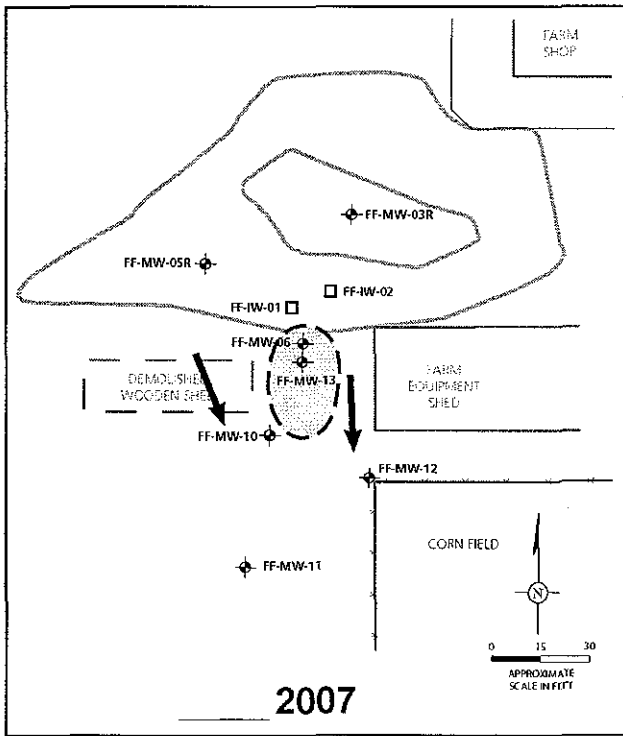 FARM
SHOP
FF-MW-03R
FF-MW-05R
FF-IW-02
FF-IW-01
FF-MW-06
FF-MW-13
DEMOLISHED
WOODEN SHED
FARM
EQUIPMENT
SHED
FF-MW-10
FF-MW-12
CORN FIELD
FF-MW-11
N
0 15 30
APPROXIMATE
SCALE IN FEET
2007